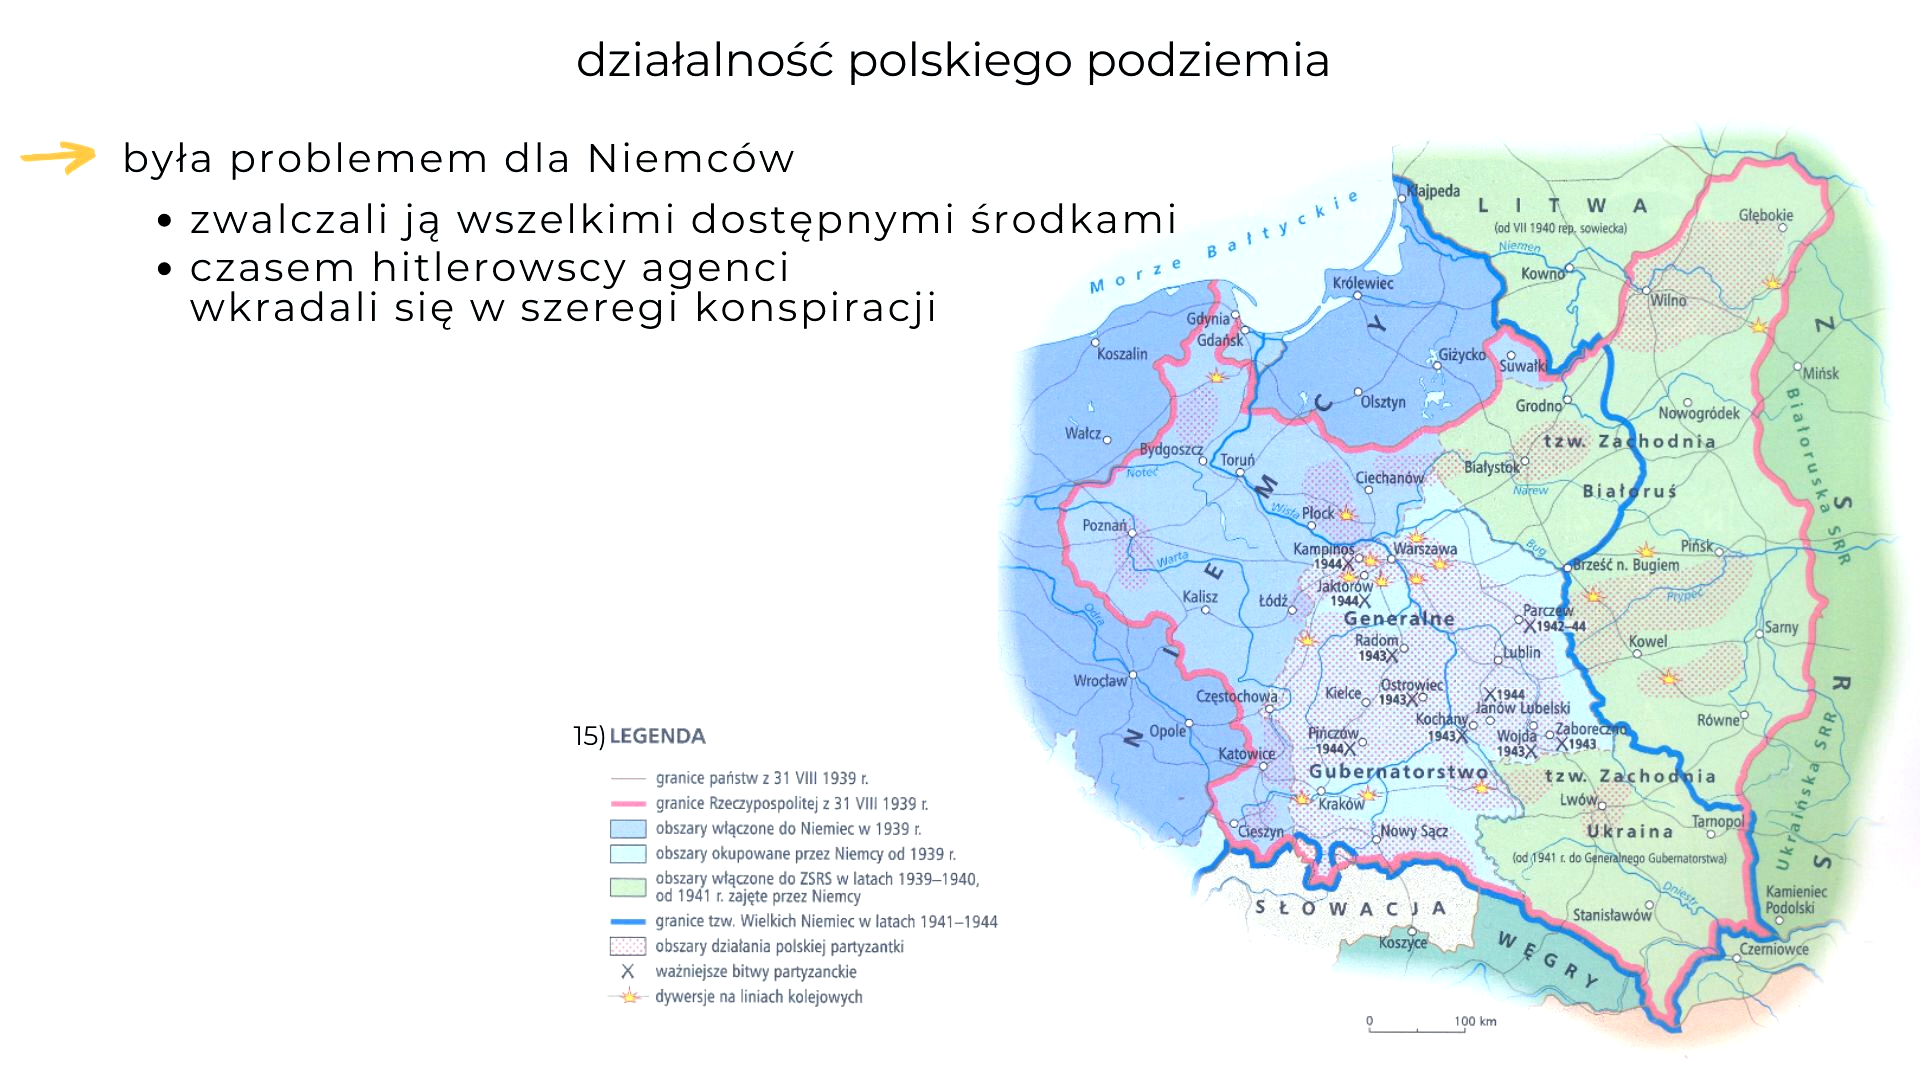 działalność polskiego podziemia
była problemem dla Niemców
• zwalczali ją wszelkimi dostępnymi środkami
• czasem hitlerowscy agenci
wkradali się w szeregi konspiracji
15) LEGENDA
granice państw z 31 VIII 1939 r.
granice Rzeczypospolitej z 31 VIII 1939 r.
obszary włączone do Niemiec w 1939 r.
obszary okupowane przez Niemcy od 1939 r.
obszary włączone do ZSRS w latach 1939–1940,
od 1941 r. zajęte przez Niemcy
granice tzw. Wielkich Niemiec w latach 1941–1944
obszary działania polskiej partyzantki
ważniejsze bitwy partyzanckie
dywersje na liniach kolejowych
Morze Bałtyckie
Kłajpeda
LITWA
(od VII 1940 rep. sowiecka)
Niemen
Kowno
Głębokie
Wilno
Królewiec
Gdynia
Gdańsk
Koszalin
Giżycko
Suwałki
Olsztyn
Grodno
Nowogródek
Mińsk
Wałcz
Bydgoszcz
Toruń
Noteć
Ciechanów
Białystok
tzw. Zachodnia
Białoruś
Narew
Białoruska SRR
Poznań
Wisła
Płock
Warta
Kampinos
1944
Warszawa
Bug
Pińsk
Brześć n. Bugiem
Prypeć
Jaktorów
1944
Kalisz
Łódź
Generalne
Parczew
1942–44
Sarny
Kowel
Odra
Radom
1943
Lublin
Wrocław
Częstochowa
Kielce
Ostrowiec
1943
1944
Janów Lubelski
Równe
Opole
Kochany
1943
Wojda
1943
Zaboreczno
1943
Pińczów
1944
Katowice
Gubernatorstwo
tzw. Zachodnia
Ukraina
(od 1941 r. do Generalnego Gubernatorstwa)
Lwów
Tarnopol
Kraków
Cieszyn
Nowy Sącz
Ukraińska SRR
Dniestr
Kamieniec
Podolski
Stanisławów
Czerniowce
SŁOWACJA
Koszyce
WĘGRY
NIEMCY
ZSRS
0 100 km